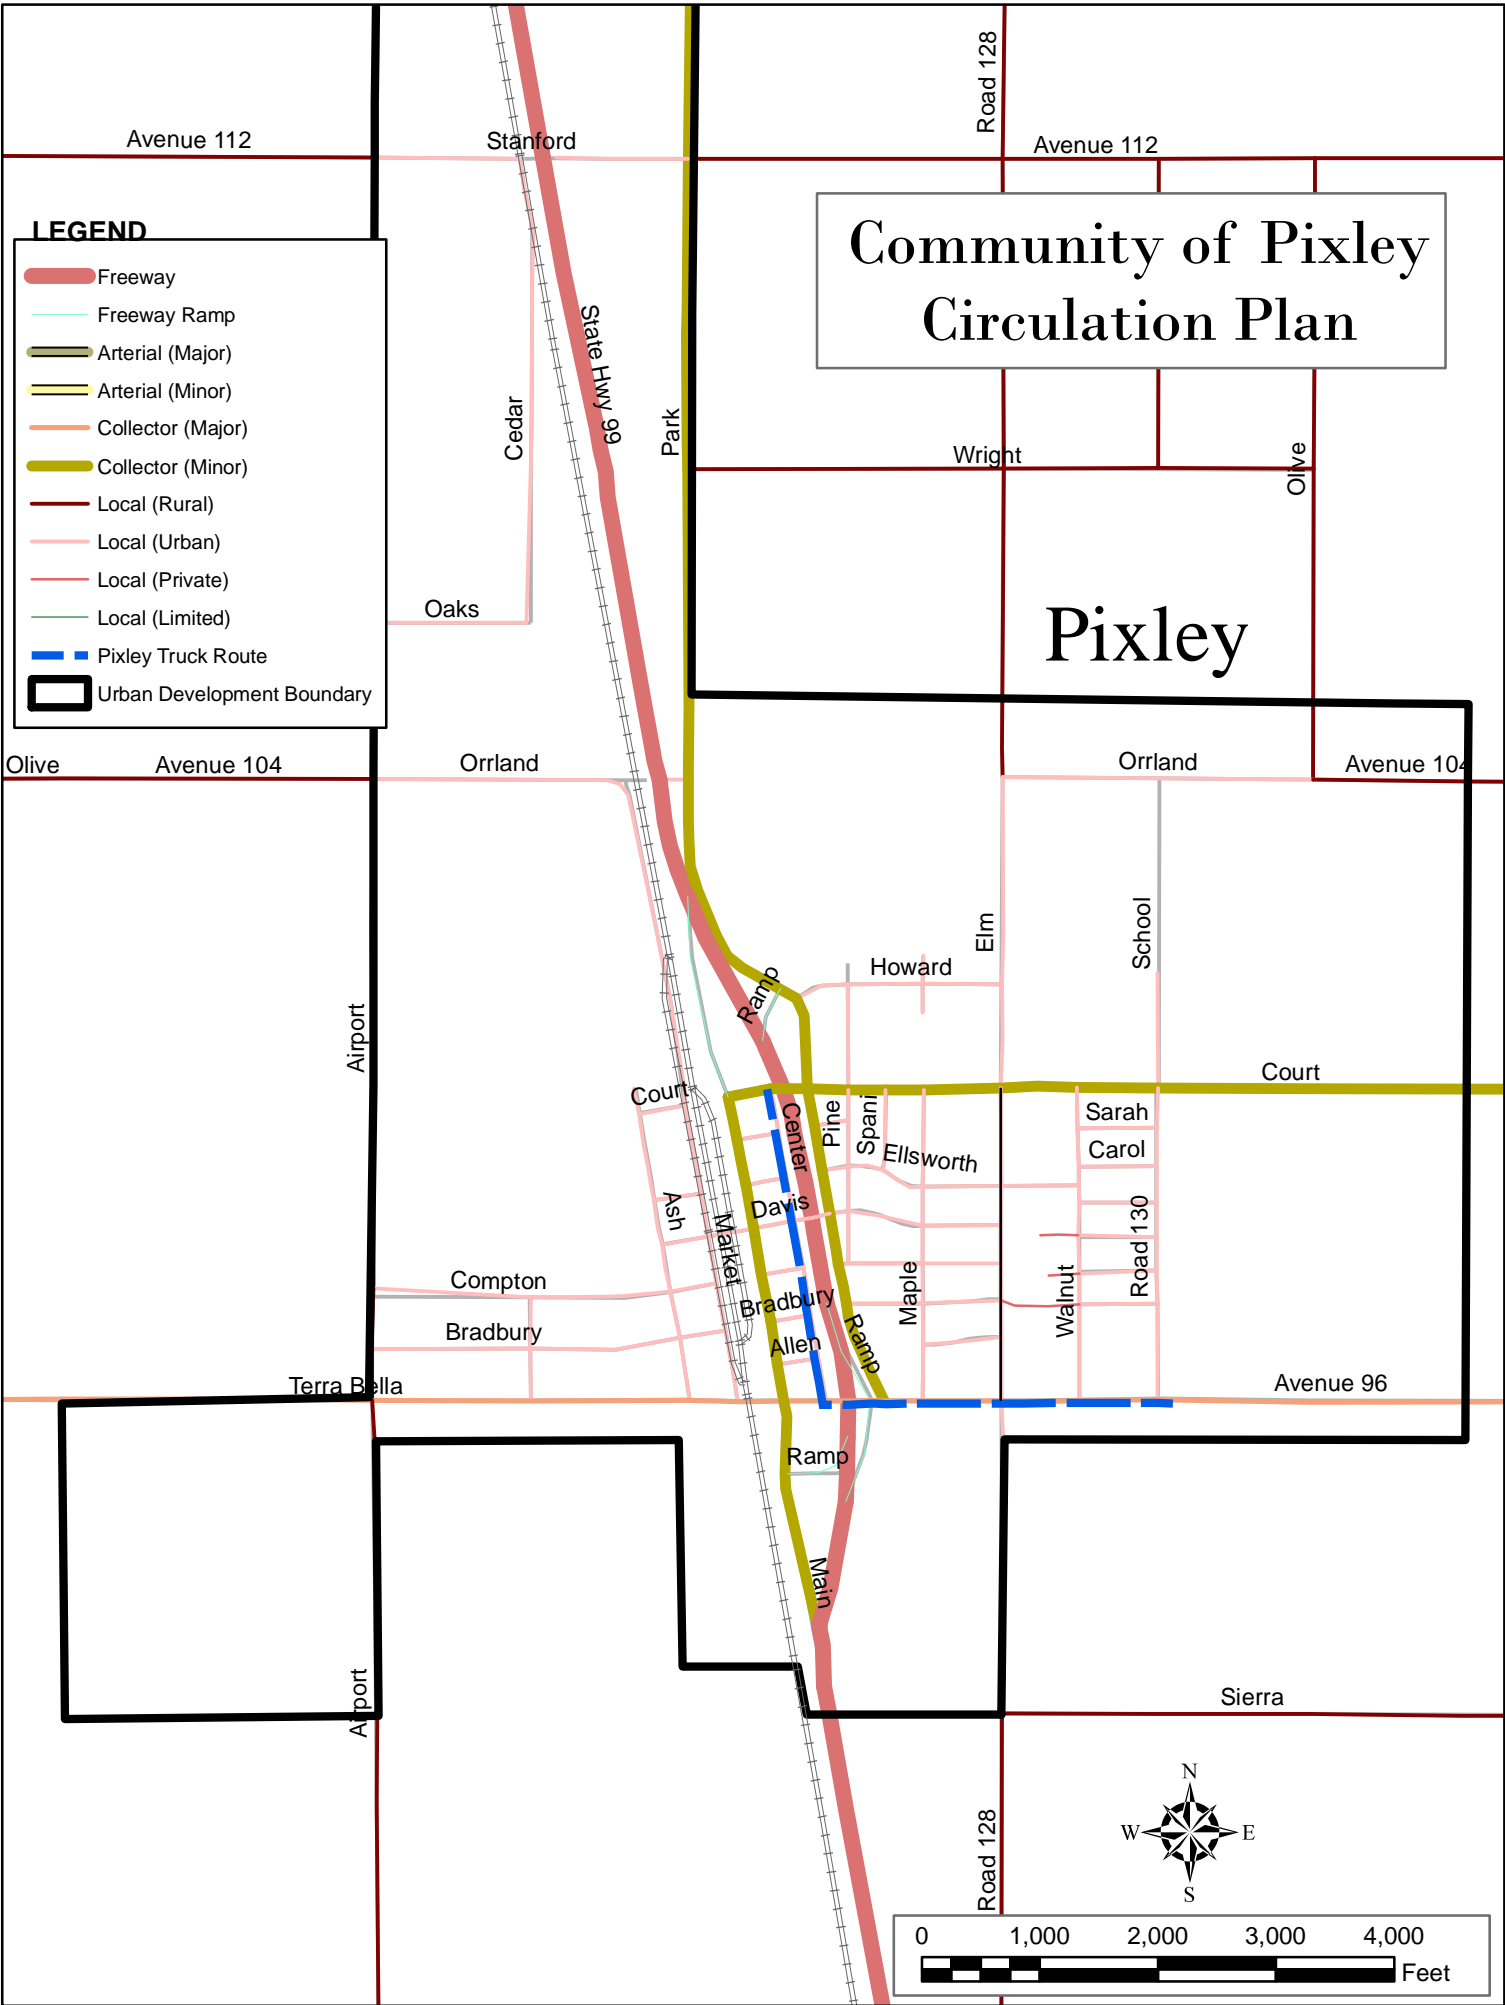 Road 128
Avenue 112
Stanford
Avenue 112
LEGEND
Freeway
Freeway Ramp
Arterial (Major)
Arterial (Minor)
Collector (Major)
Collector (Minor)
Local (Rural)
Local (Urban)
Local (Private)
Local (Limited)
Pixley Truck Route
Urban Development Boundary
Community of Pixley
Circulation Plan
State Hwy 99
Cedar
Park
Wright
Olive
Oaks
Pixley
Olive
Avenue 104
Orrland
Orrland
Avenue 104
Elm
School
Howard
Ramp
Airport
Court
Court
Center
Pine
Spani
Sarah
Carol
Ellsworth
Ash
Market
Davis
Road 130
Compton
Bradbury
Maple
Walnut
Bradbury
Allen
Ramp
Terra Bella
Avenue 96
Ramp
Main
Airport
Sierra
N
W
E
S
Road 128
0 1,000 2,000 3,000 4,000
Feet